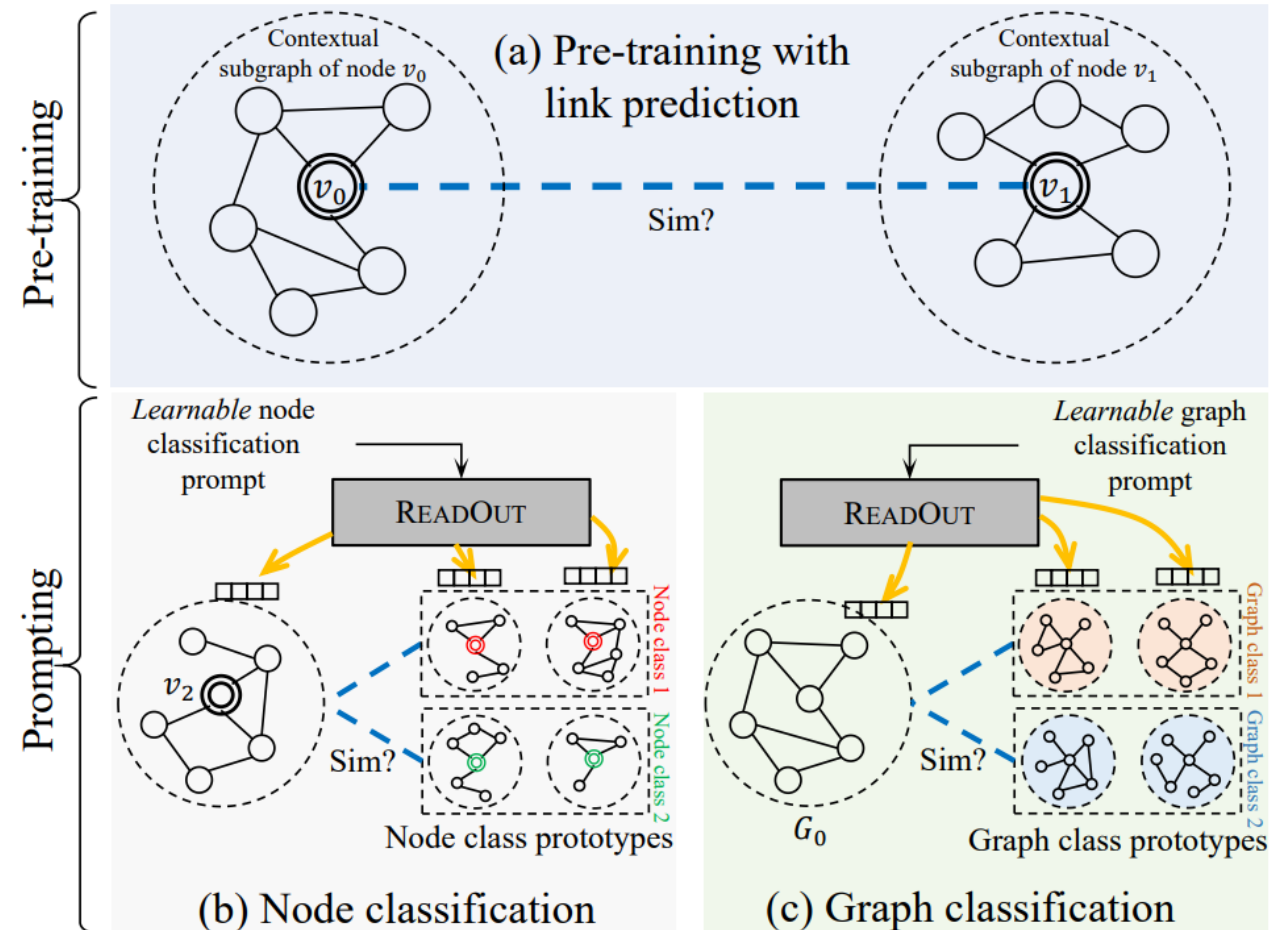 Pre-training
Contextual
subgraph of node v₀
(a) Pre-training with
link prediction
Contextual
subgraph of node v₁
v₀
v₁
Sim?
Prompting
Learnable node
classification
prompt
READOUT
v₂
Sim?
Node class 1
Node class 2
Node class prototypes
(b) Node classification
Learnable graph
classification
prompt
READOUT
G₀
Sim?
Graph class 1
Graph class 2
Graph class prototypes
(c) Graph classification